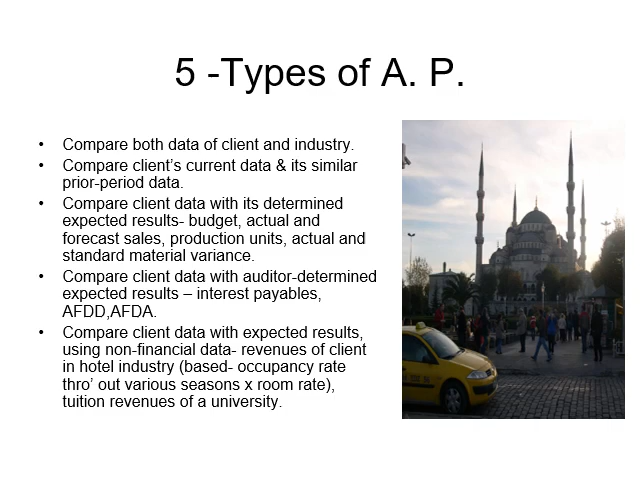 5 -Types of A. P.
• Compare both data of client and industry.
• Compare client's current data & its similar
prior-period data.
• Compare client data with its determined
expected results- budget, actual and
forecast sales, production units, actual and
standard material variance.
• Compare client data with auditor-determined
expected results – interest payables,
AFDD,AFDA.
• Compare client data with expected results,
using non-financial data- revenues of client
in hotel industry (based- occupancy rate
thro' out various seasons x room rate),
tuition revenues of a university.